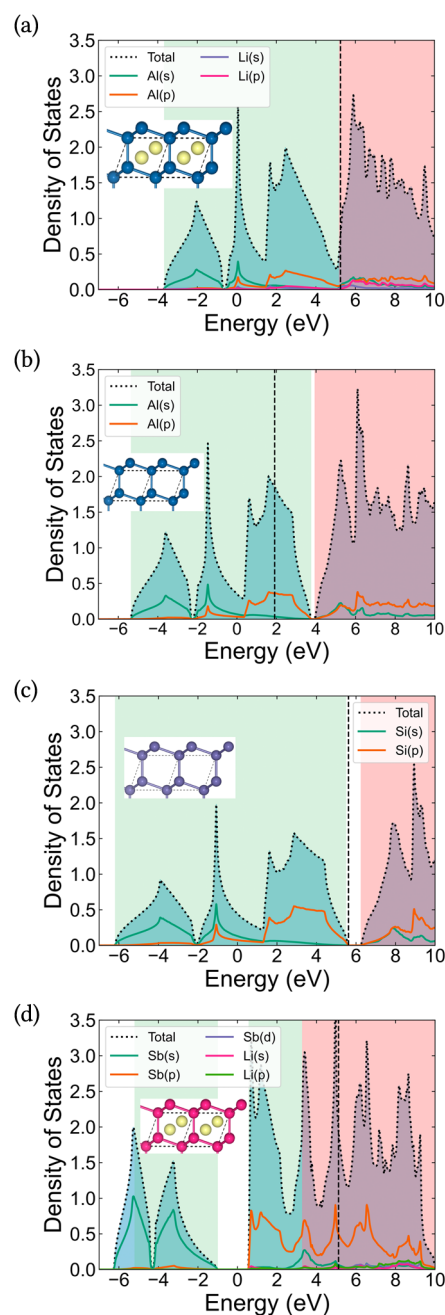 (a)
3.5
3.0
2.5
2.0
1.5
1.0
0.5
0.0
Density of States
Total
Al(s)
Al(p)
Li(s)
Li(p)
−6 −4 −2 0 2 4 6 8 10
Energy (eV)
(b)
3.5
3.0
2.5
2.0
1.5
1.0
0.5
0.0
Density of States
Total
Al(s)
Al(p)
−6 −4 −2 0 2 4 6 8 10
Energy (eV)
(c)
3.5
3.0
2.5
2.0
1.5
1.0
0.5
0.0
Density of States
Total
Si(s)
Si(p)
−6 −4 −2 0 2 4 6 8 10
Energy (eV)
(d)
3.5
3.0
2.5
2.0
1.5
1.0
0.5
0.0
Density of States
Total
Sb(s)
Sb(p)
Sb(d)
Li(s)
Li(p)
−6 −4 −2 0 2 4 6 8 10
Energy (eV)